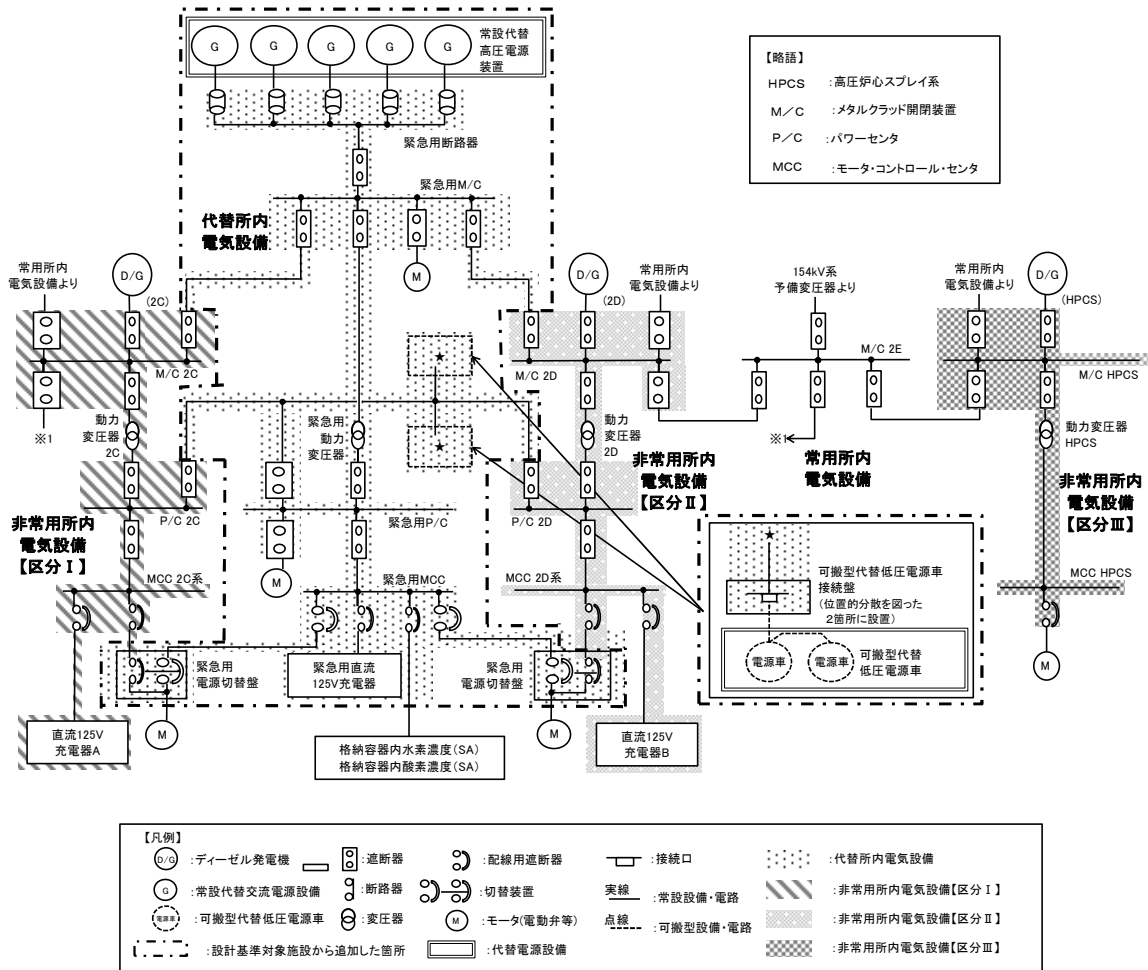 G
G
G
G
G
常設代替
高圧電源
装置
緊急用断路器
緊急用M/C
代替所内
電気設備
M
【略語】
HPCS :高圧炉心スプレイ系
M/C :メタルクラッド開閉装置
P/C :パワーセンタ
MCC :モータ・コントロール・センタ
常用所内
電気設備より
D/G
(2C)
M/C 2C
※1
動力
変圧器
2C
P/C 2C
非常用所内
電気設備
【区分Ⅰ】
MCC 2C系
D/G
(2D)
常用所内
電気設備より
M/C 2D
動力
変圧器
2D
非常用所内
電気設備
【区分Ⅱ】
P/C 2D
MCC 2D系
154kV系
予備変圧器より
M/C 2E
※1
常用所内
電気設備
常用所内
電気設備より
D/G
(HPCS)
M/C HPCS
動力変圧器
HPCS
非常用所内
電気設備
【区分Ⅲ】
MCC HPCS
M
★
★
緊急用
動力
変圧器
緊急用P/C
M
緊急用MCC
緊急用
電源切替盤
緊急用直流
125V充電器
緊急用
電源切替盤
M
M
直流125V
充電器A
格納容器内水素濃度(SA)
格納容器内酸素濃度(SA)
直流125V
充電器B
★
可搬型代替低圧電源車
接続盤
(位置的分散を図った
2箇所に設置)
電源車
電源車
可搬型代替
低圧電源車
【凡例】
D/G :ディーゼル発電機
G :常設代替交流電源設備
電源車 :可搬型代替低圧電源車
:設計基準対象施設から追加した箇所
:遮断器
:断路器
:変圧器
:代替電源設備
:配線用遮断器
:切替装置
M :モータ(電動弁等)
:接続口
実線 :常設設備・電路
点線 :可搬型設備・電路
:代替所内電気設備
:非常用所内電気設備【区分Ⅰ】
:非常用所内電気設備【区分Ⅱ】
:非常用所内電気設備【区分Ⅲ】